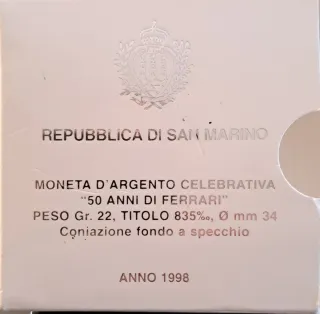 REPUBBLICA DI SAN MARINO
MONETA D'ARGENTO CELEBRATIVA
"50 ANNI DI FERRARI"
PESO Gr. 22, TITOLO 835‰, Ø mm 34
Coniazione fondo a specchio
ANNO 1998